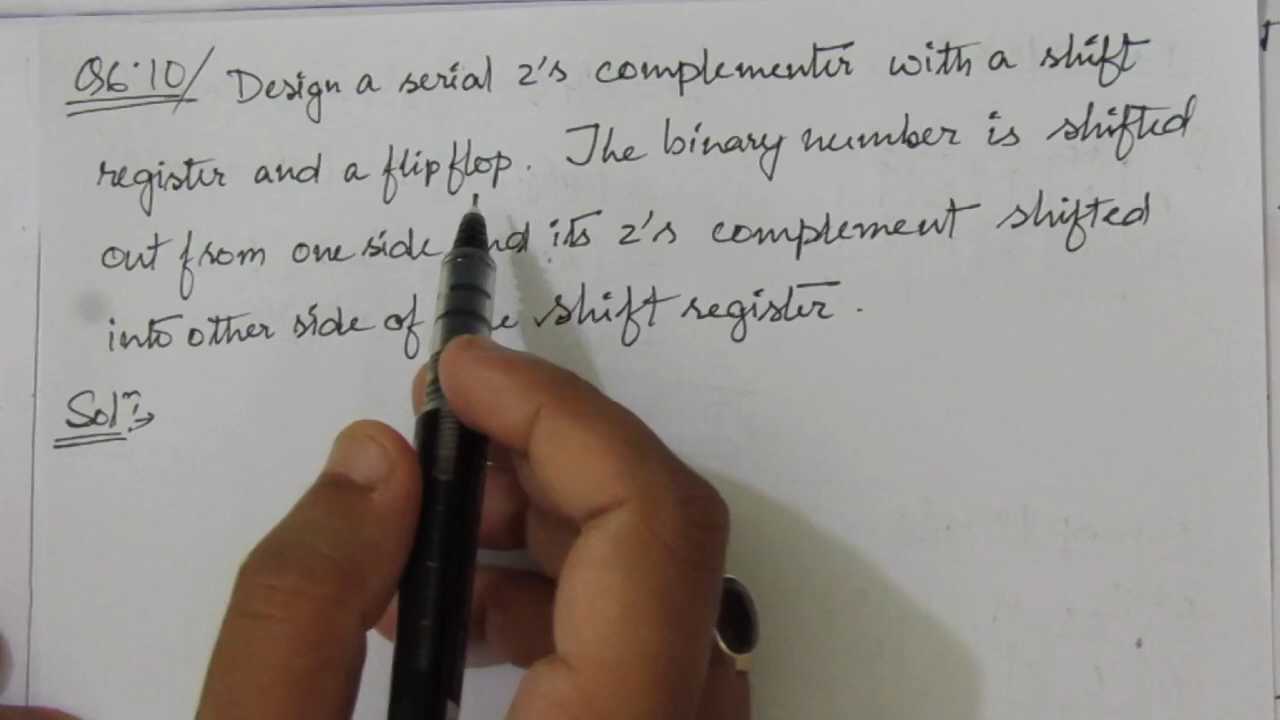 Q6.10/ Design a serial 2's complementer with a shift
register and a flipflop. The binary number is shifted
out from one side its 2's complement shifted
into other side of shift register.
Solⁿ:→